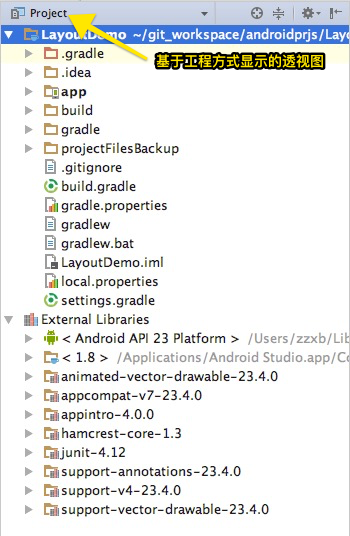 Project
LayoutDemo ~/git_workspace/androidprjs/Lay
基于工程方式显示的透视图
.gradle
.idea
app
build
gradle
projectFilesBackup
.gitignore
build.gradle
gradle.properties
gradlew
gradlew.bat
LayoutDemo.iml
local.properties
settings.gradle
External Libraries
< Android API 23 Platform > /Users/zzxb/Lib
< 1.8 > /Applications/Android Studio.app/Co
animated-vector-drawable-23.4.0
appcompat-v7-23.4.0
appintro-4.0.0
hamcrest-core-1.3
junit-4.12
support-annotations-23.4.0
support-v4-23.4.0
support-vector-drawable-23.4.0